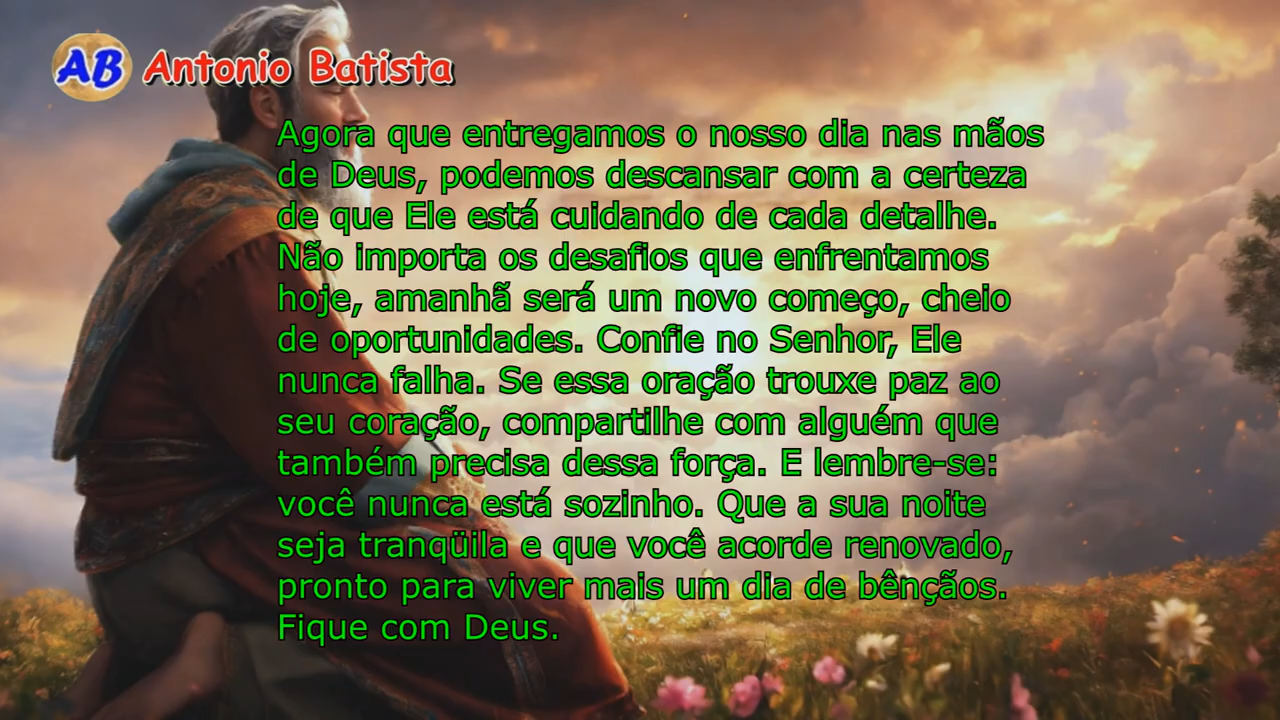 AB Antonio Batista
Agora que entregamos o nosso dia nas mãos
de Deus, podemos descansar com a certeza
de que Ele está cuidando de cada detalhe.
Não importa os desafios que enfrentamos
hoje, amanhã será um novo começo, cheio
de oportunidades. Confie no Senhor, Ele
nunca falha. Se essa oração trouxe paz ao
seu coração, compartilhe com alguém que
também precisa dessa força. E lembre-se:
você nunca está sozinho. Que a sua noite
seja tranqüila e que você acorde renovado,
pronto para viver mais um dia de bênçãos.
Fique com Deus.